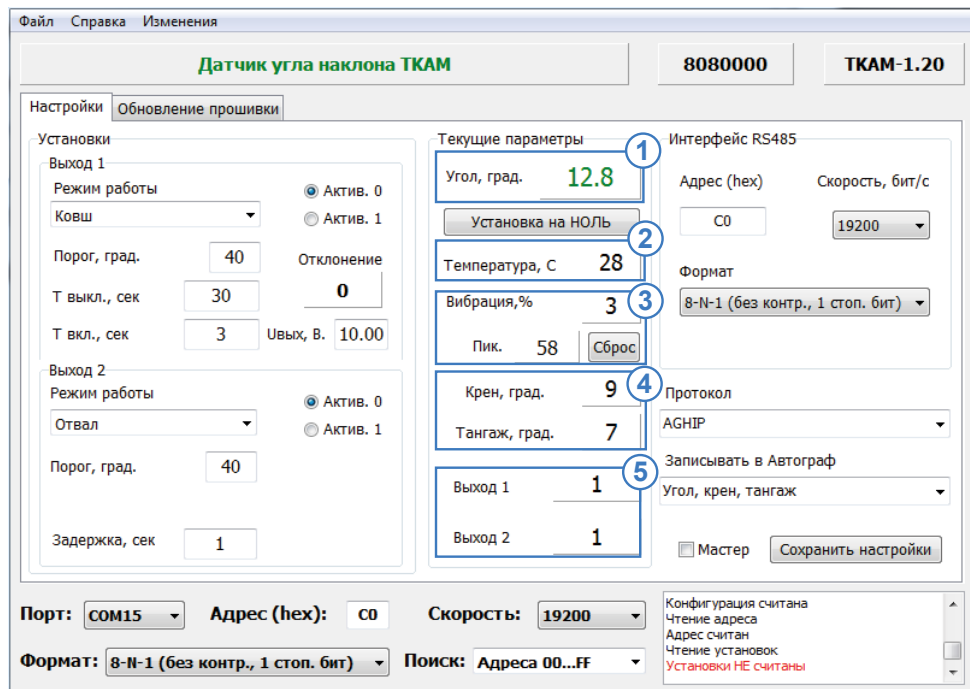 Файл Справка Изменения
Датчик угла наклона ТКАМ 8080000 ТКАМ-1.20
Настройки Обновление прошивки
Установки
Выход 1
Режим работы
Ковш
Актив. 0
Актив. 1
Порог, град. 40
Отклонение
0
Т выкл., сек 30
Т вкл., сек 3
Uвых, В. 10.00
Выход 2
Режим работы
Отвал
Актив. 0
Актив. 1
Порог, град. 40
Задержка, сек 1
Текущие параметры
1
Угол, град. 12.8
Установка на НОЛЬ
2
Температура, С 28
3
Вибрация,% 3
Пик. 58 Сброс
4
Крен, град. 9
Тангаж, град. 7
5
Выход 1 1
Выход 2 1
Интерфейс RS485
Адрес (hex) Скорость, бит/с
C0 19200
Формат
8-N-1 (без контр., 1 стоп. бит)
Протокол
AGHIP
Записывать в Автограф
Угол, крен, тангаж
Мастер Сохранить настройки
Порт: COM15 Адрес (hex): C0 Скорость: 19200
Формат: 8-N-1 (без контр., 1 стоп. бит) Поиск: Адреса 00...FF
Конфигурация считана
Чтение адреса
Адрес считан
Чтение установок
Установки НЕ считаны